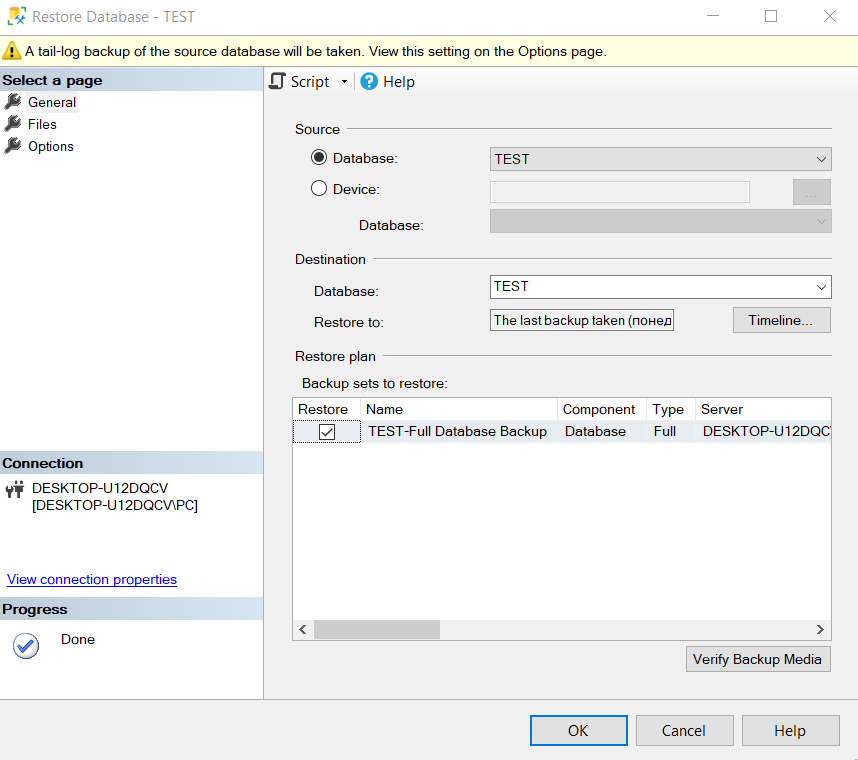 Restore Database - TEST
A tail-log backup of the source database will be taken. View this setting on the Options page.
Select a page
General
Files
Options
Script
Help
Source
Database:
TEST
Device:
...
Database:
Destination
Database:
TEST
Restore to:
The last backup taken (понед
Timeline...
Restore plan
Backup sets to restore:
Restore Name Component Type Server
TEST-Full Database Backup Database Full DESKTOP-U12DQCV
Connection
DESKTOP-U12DQCV
[DESKTOP-U12DQCV\PC]
View connection properties
Progress
Done
Verify Backup Media
OK
Cancel
Help